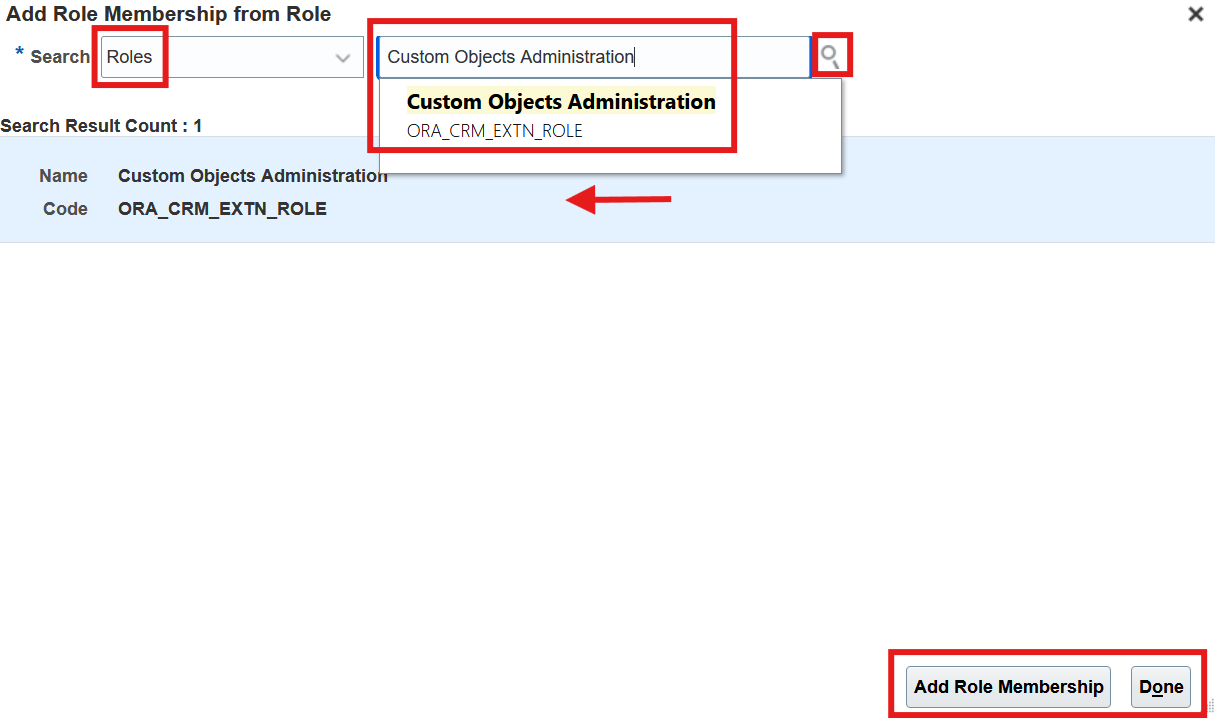 Add Role Membership from Role
* Search Roles Custom Objects Administration
Custom Objects Administration
ORA_CRM_EXTN_ROLE
Search Result Count : 1
Name Custom Objects Administration
Code ORA_CRM_EXTN_ROLE
Add Role Membership Done